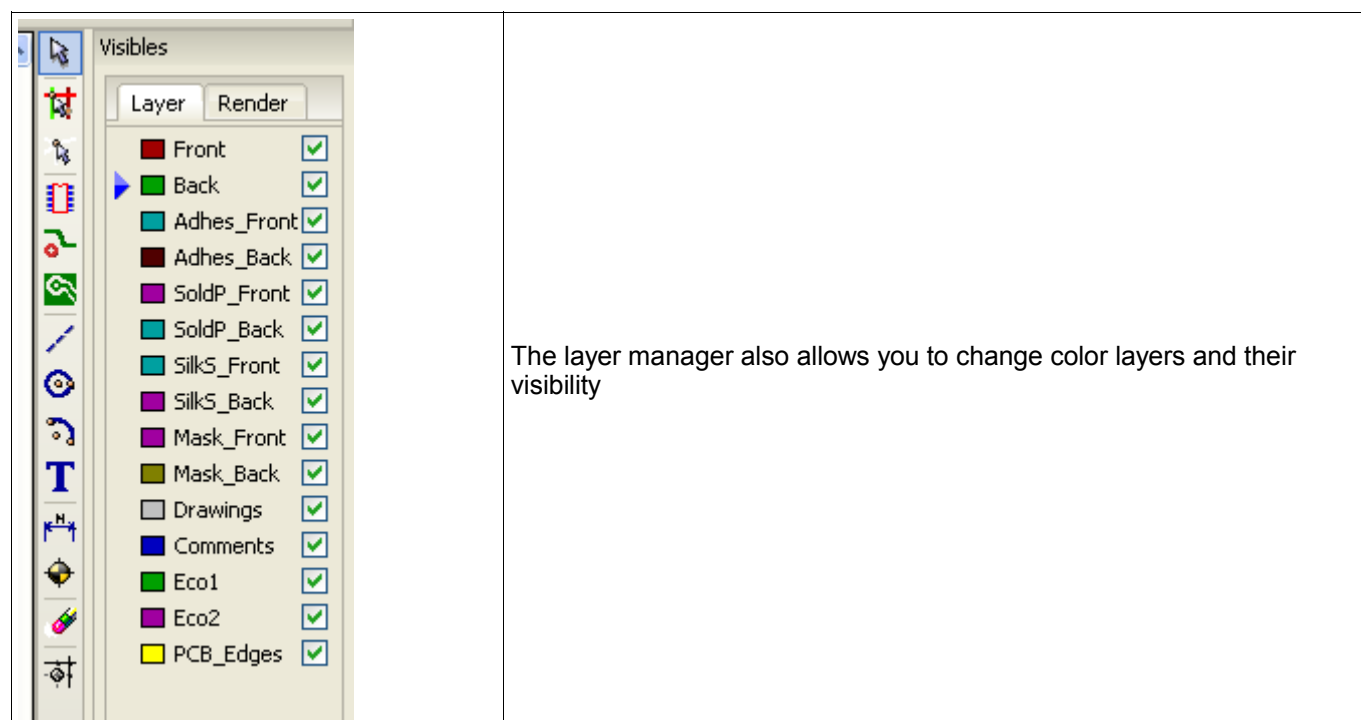 Visibles
Layer Render
Front
Back
Adhes_Front
Adhes_Back
SoldP_Front
SoldP_Back
SilkS_Front
SilkS_Back
Mask_Front
Mask_Back
Drawings
Comments
Eco1
Eco2
PCB_Edges
T
N
The layer manager also allows you to change color layers and their
visibility